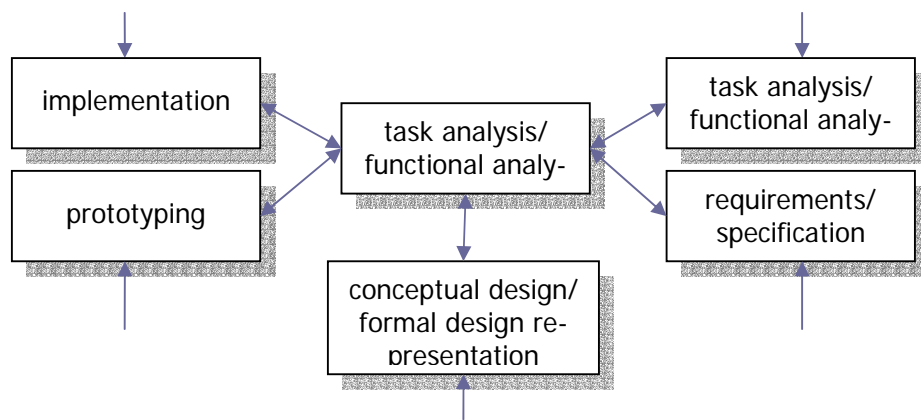 implementation
prototyping
task analysis/
functional analy-
conceptual design/
formal design re-
presentation
task analysis/
functional analy-
requirements/
specification